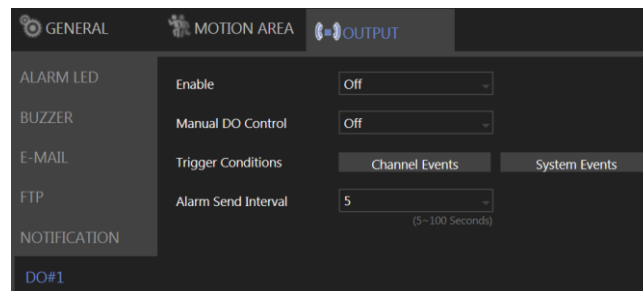 GENERAL MOTION AREA OUTPUT
ALARM LED
BUZZER
E-MAIL
FTP
NOTIFICATION
DO#1
Enable Off
Manual DO Control Off
Trigger Conditions Channel Events System Events
Alarm Send Interval 5
(5~100 Seconds)